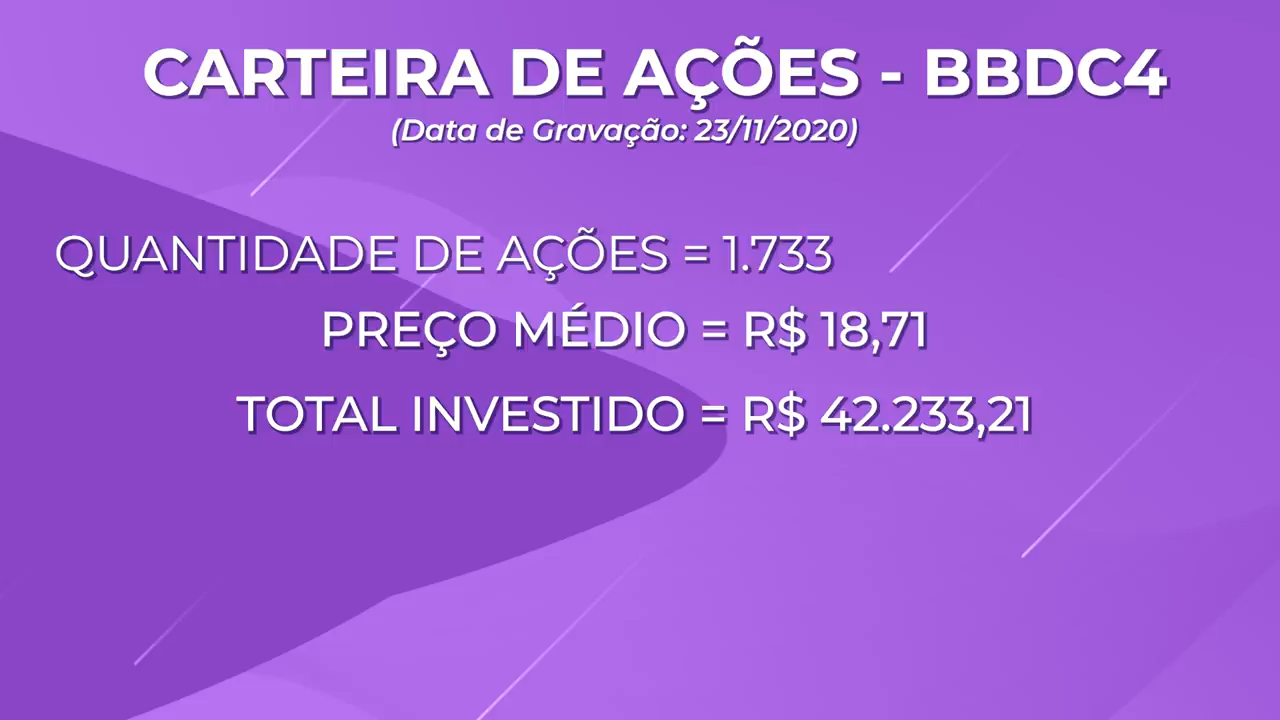 CARTEIRA DE AÇÕES - BBDC4
(Data de Gravação: 23/11/2020)
QUANTIDADE DE AÇÕES = 1.733
PREÇO MÉDIO = R$ 18,71
TOTAL INVESTIDO = R$ 42.233,21